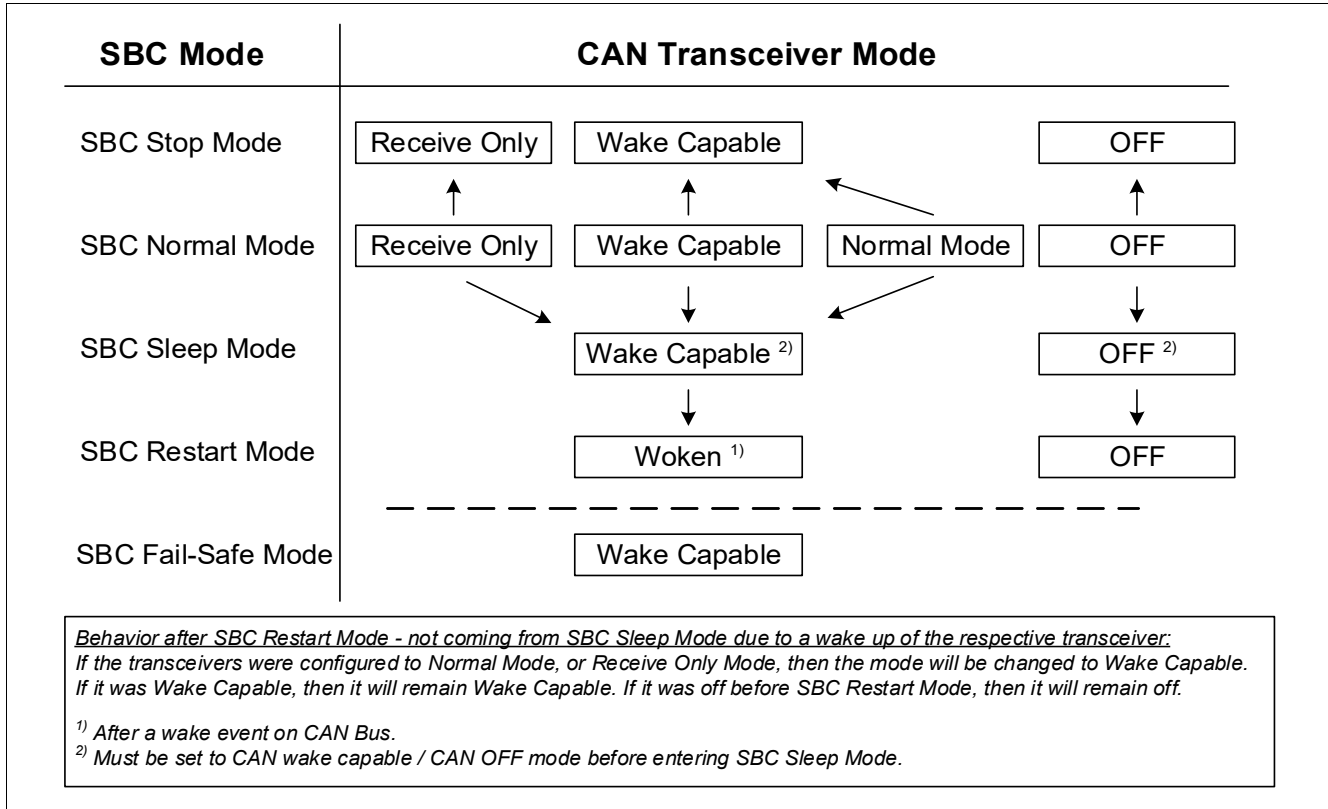 SBC Mode CAN Transceiver Mode
SBC Stop Mode Receive Only Wake Capable OFF
SBC Normal Mode Receive Only Wake Capable Normal Mode OFF
SBC Sleep Mode Wake Capable 2) OFF 2)
SBC Restart Mode Woken 1) OFF
SBC Fail-Safe Mode Wake Capable
Behavior after SBC Restart Mode - not coming from SBC Sleep Mode due to a wake up of the respective transceiver:
If the transceivers were configured to Normal Mode, or Receive Only Mode, then the mode will be changed to Wake Capable.
If it was Wake Capable, then it will remain Wake Capable. If it was off before SBC Restart Mode, then it will remain off.
1) After a wake event on CAN Bus.
2) Must be set to CAN wake capable / CAN OFF mode before entering SBC Sleep Mode.